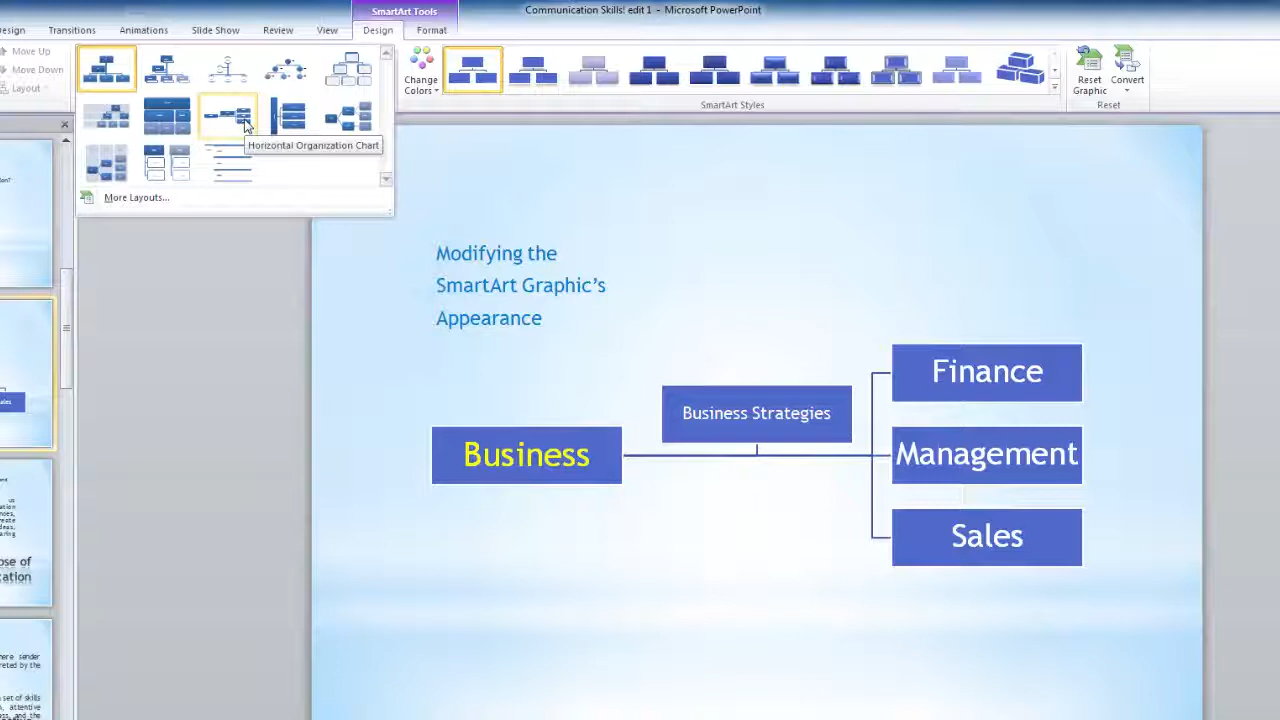 SmartArt Tools
Communication Skills! edit 1 - Microsoft PowerPoint
Design
Transitions
Animations
Slide Show
Review
View
Design
Format
Move Up
Move Down
Layout
Change
Colors
Reset
Graphic
Convert
SmartArt Styles
Reset
Horizontal Organization Chart
More Layouts...
Modifying the
SmartArt Graphic's
Appearance
Finance
Business Strategies
Business
Management
Sales